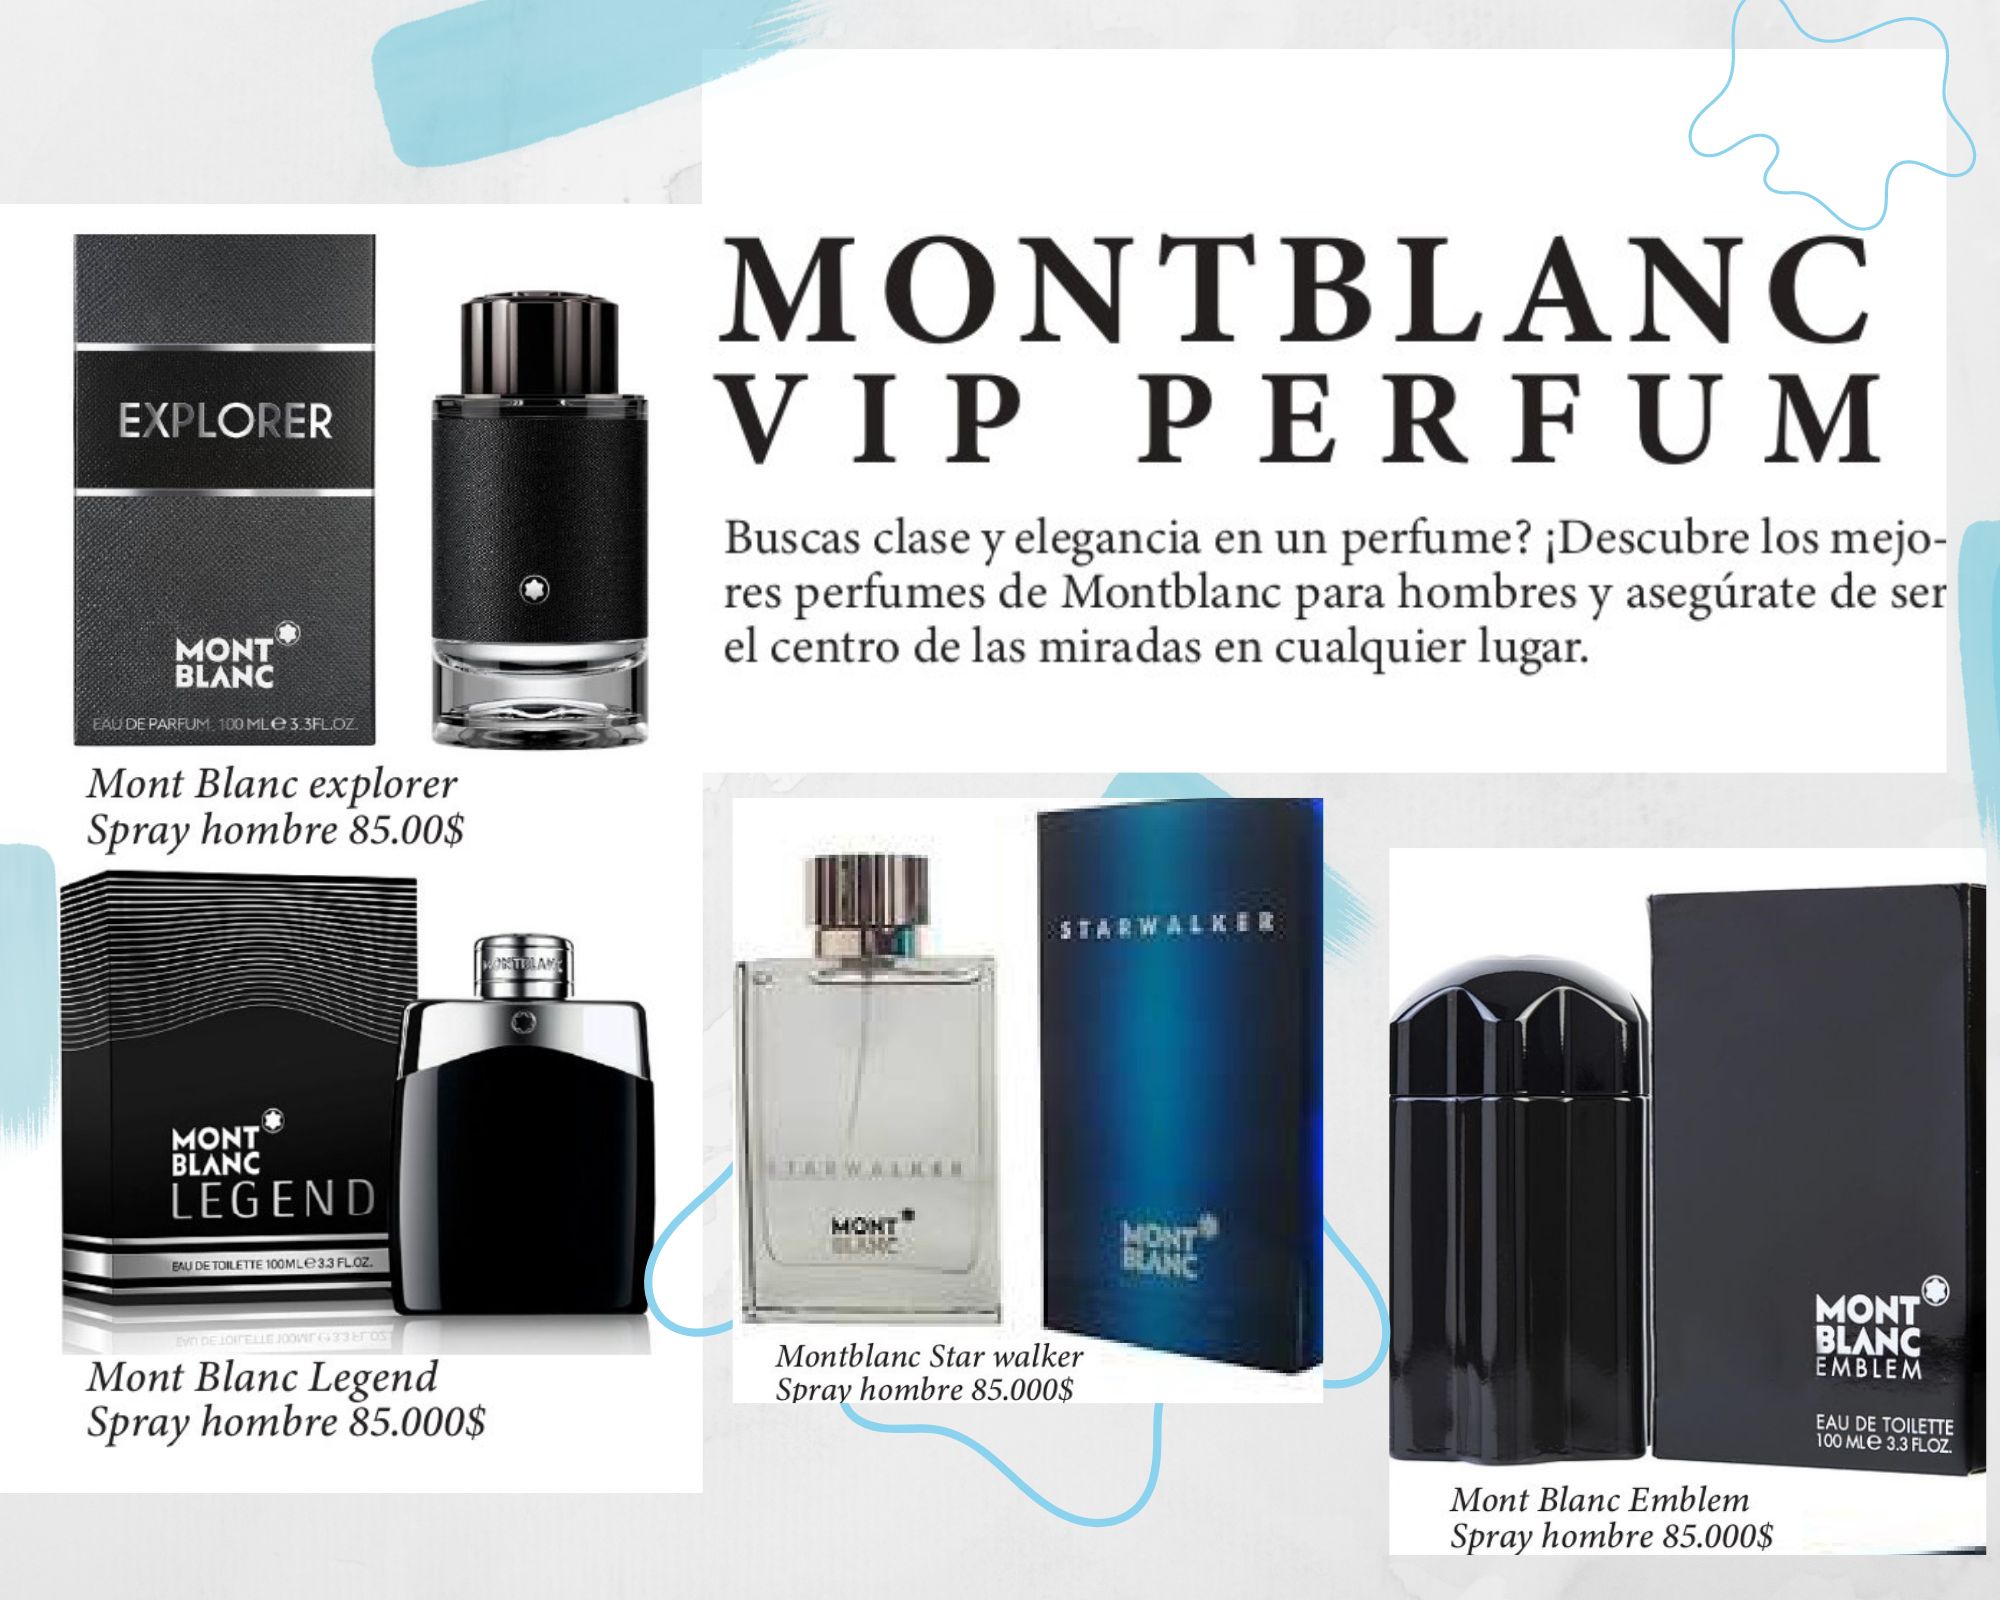 MONTBLANC
VIP PERFUM
Buscas clase y elegancia en un perfume? ¡Descubre los mejo-
res perfumes de Montblanc para hombres y asegúrate de ser
el centro de las miradas en cualquier lugar.
EXPLORER
MONT
BLANC
EAU DE PARFUM 100 ML e 3.3FL.OZ.
Mont Blanc explorer
Spray hombre 85.00$
MONTBLANC
MONT
BLANC
LEGEND
EAU DE TOILETTE 100ML e 3.3 FL.OZ.
Mont Blanc Legend
Spray hombre 85.000$
STARWALKER
STARWALKER
MONT
BLANC
MONT
BLANC
Montblanc Star walker
Spray hombre 85.000$
MONT
BLANC
EMBLEM
EAU DE TOILETTE
100 ML e 3.3 FL.OZ.
Mont Blanc Emblem
Spray hombre 85.000$